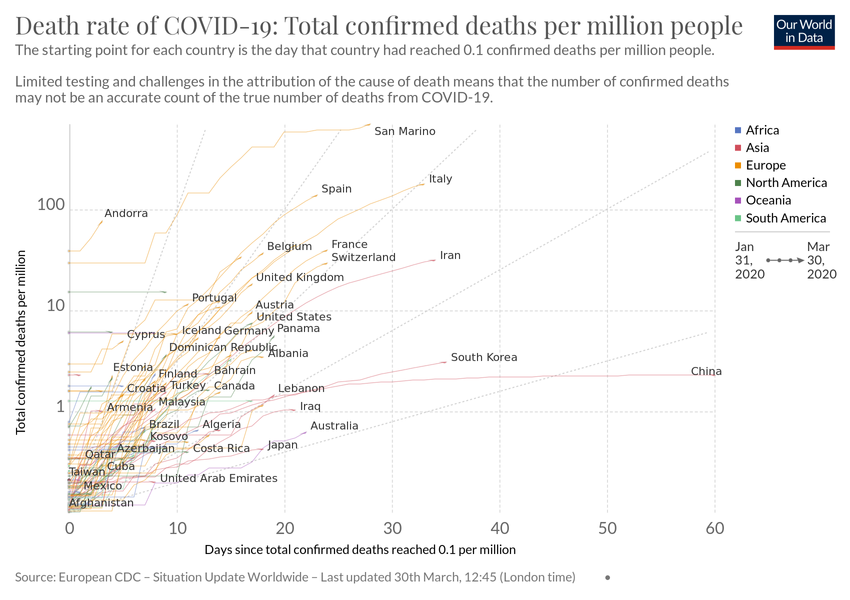 Death rate of COVID-19: Total confirmed deaths per million people
Our World
in Data
The starting point for each country is the day that country had reached 0.1 confirmed deaths per million people.
Limited testing and challenges in the attribution of the cause of death means that the number of confirmed deaths
may not be an accurate count of the true number of deaths from COVID-19.
Africa
Asia
Europe
North America
Oceania
South America
Jan
31,
2020
Mar
30,
2020
Total confirmed deaths per million
100
10
1
San Marino
Italy
Spain
Andorra
Belgium
France
Switzerland
Iran
United Kingdom
Portugal
Austria
United States
Cyprus
Iceland
Germany
Panama
Dominican Republic
Albania
South Korea
Estonia
Finland
Bahrain
China
Croatia
Turkey
Canada
Lebanon
Armenia
Malaysia
Iraq
Brazil
Algeria
Australia
Kosovo
Qatar
Azerbaijan
Costa Rica
Japan
Taiwan
Cuba
United Arab Emirates
Mexico
Afghanistan
0
10
20
30
40
50
60
Days since total confirmed deaths reached 0.1 per million
Source: European CDC – Situation Update Worldwide – Last updated 30th March, 12:45 (London time)